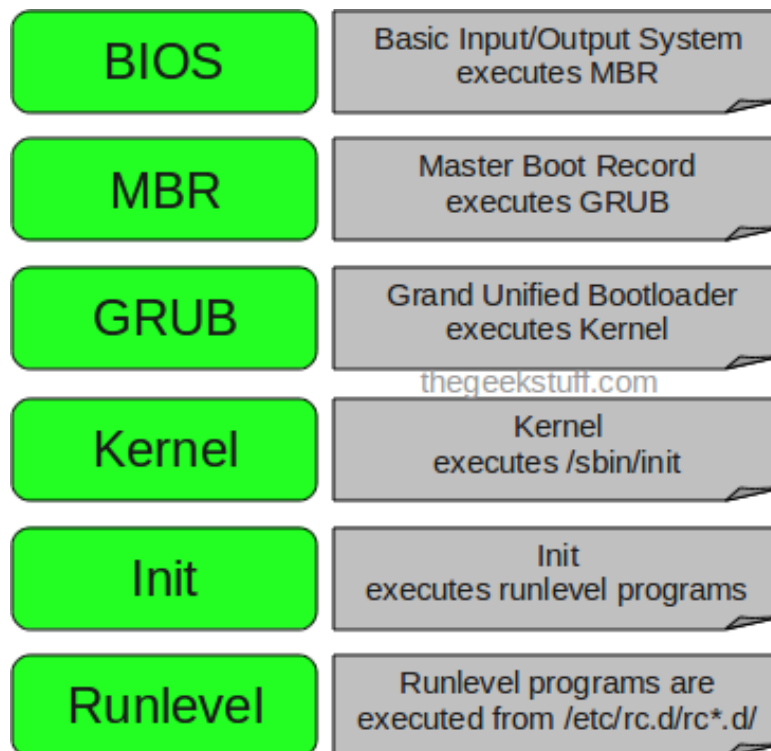 BIOS
Basic Input/Output System
executes MBR
MBR
Master Boot Record
executes GRUB
GRUB
Grand Unified Bootloader
executes Kernel
thegeekstuff.com
Kernel
Kernel
executes /sbin/init
Init
Init
executes runlevel programs
Runlevel
Runlevel programs are
executed from /etc/rc.d/rc*.d/